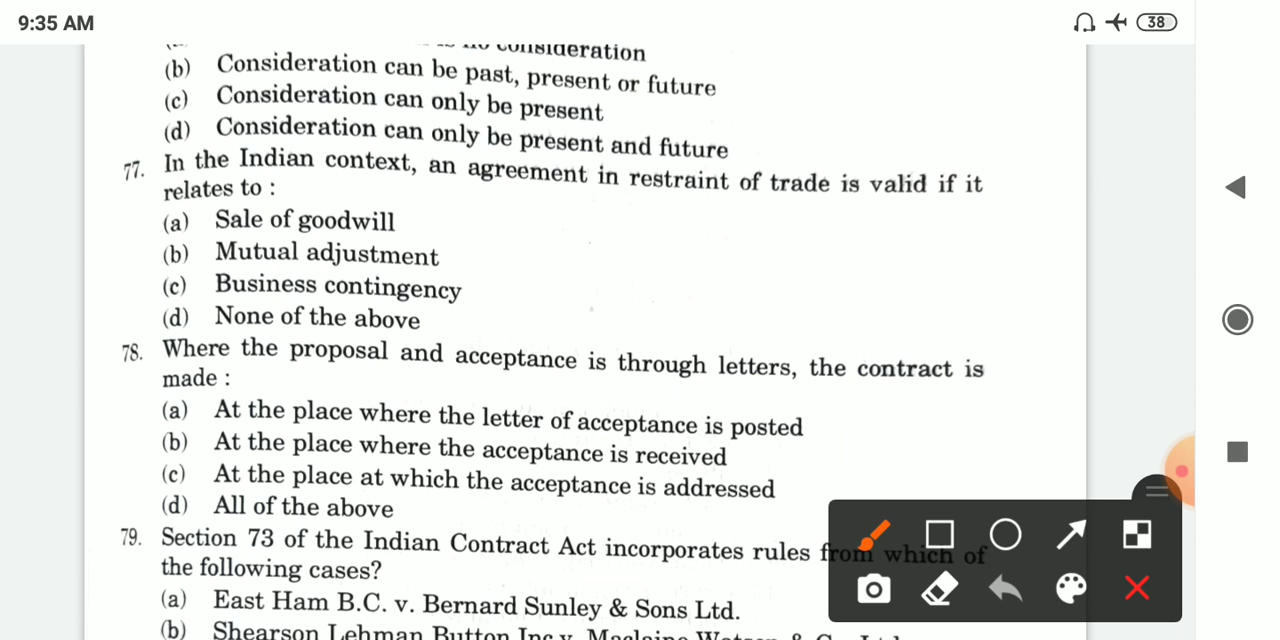 9:35 AM
38
no consideration
(b) Consideration can be past, present or future
(c) Consideration can only be present
(d) Consideration can only be present and future
77. In the Indian context, an agreement in restraint of trade is valid if it
relates to :
(a) Sale of goodwill
(b) Mutual adjustment
(c) Business contingency
(d) None of the above
78. Where the proposal and acceptance is through letters, the contract is
made :
(a) At the place where the letter of acceptance is posted
(b) At the place where the acceptance is received
(c) At the place at which the acceptance is addressed
(d) All of the above
79. Section 73 of the Indian Contract Act incorporates rules from which of
the following cases?
(a) East Ham B.C. v. Bernard Sunley & Sons Ltd.
(b) Shearson Lehman Button Inc v.